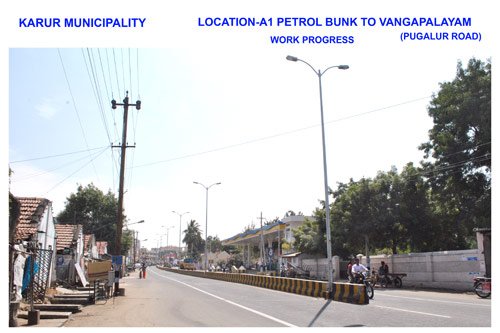 KARUR MUNICIPALITY
LOCATION-A1 PETROL BUNK TO VANGAPALAYAM
(PUGALUR ROAD)
WORK PROGRESS